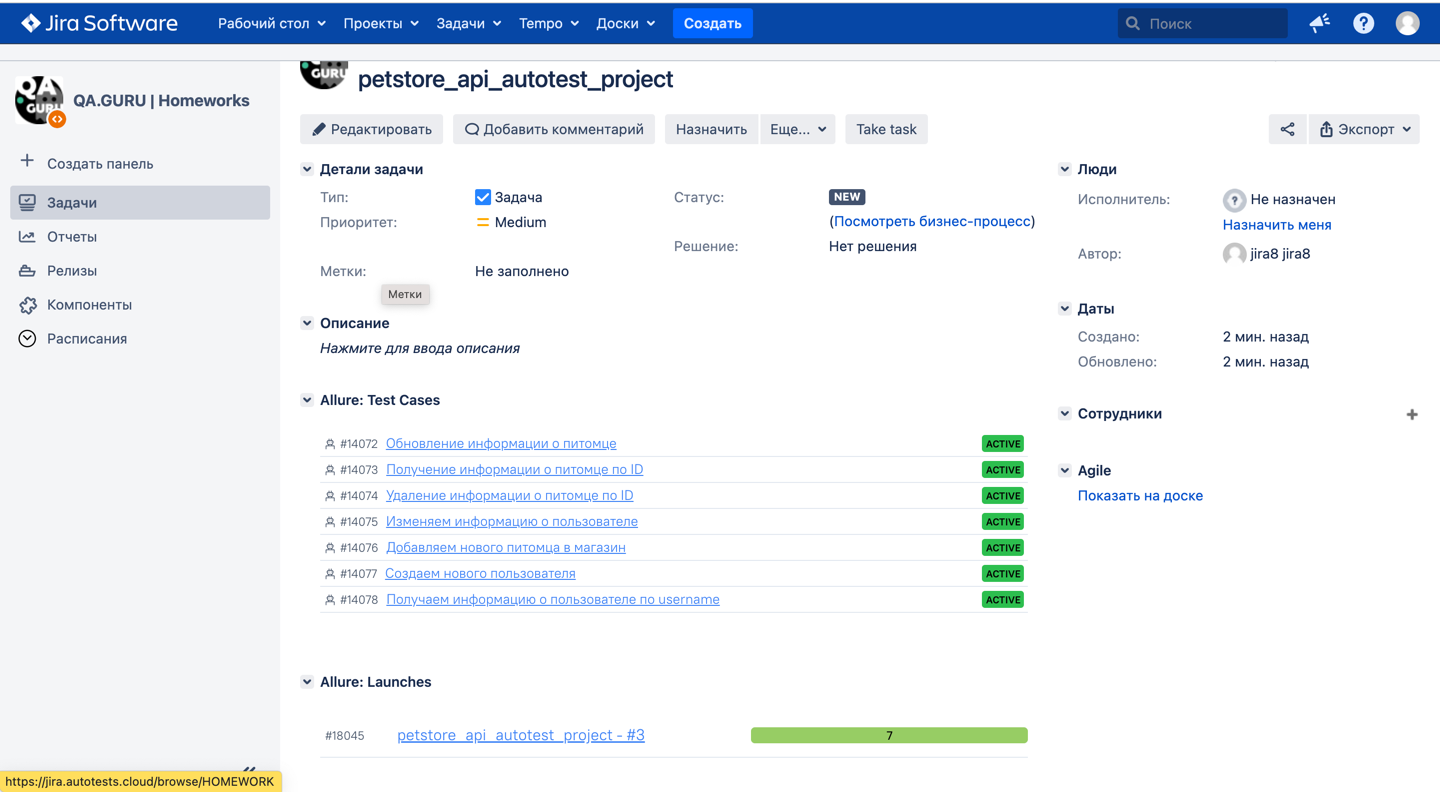 Jira Software Рабочий стол Проекты Задачи Tempo Доски Создать Поиск
QA GURU
QA.GURU | Homeworks
Создать панель
Задачи
Отчеты
Релизы
Компоненты
Расписания
GURU
petstore_api_autotest_project
Редактировать Добавить комментарий Назначить Еще... Take task Экспорт
Детали задачи
Тип: Задача Статус: NEW
Приоритет: Medium (Посмотреть бизнес-процесс)
Решение: Нет решения
Метки: Не заполнено
Метки
Описание
Нажмите для ввода описания
Allure: Test Cases
#14072 Обновление информации о питомце ACTIVE
#14073 Получение информации о питомце по ID ACTIVE
#14074 Удаление информации о питомце по ID ACTIVE
#14075 Изменяем информацию о пользователе ACTIVE
#14076 Добавляем нового питомца в магазин ACTIVE
#14077 Создаем нового пользователя ACTIVE
#14078 Получаем информацию о пользователе по username ACTIVE
Allure: Launches
#18045 petstore_api_autotest_project - #3 7
Люди
Исполнитель: Не назначен
Назначить меня
Автор: jira8 jira8
Даты
Создано: 2 мин. назад
Обновлено: 2 мин. назад
Сотрудники
Agile
Показать на доске
https://jira.autotests.cloud/browse/HOMEWORK